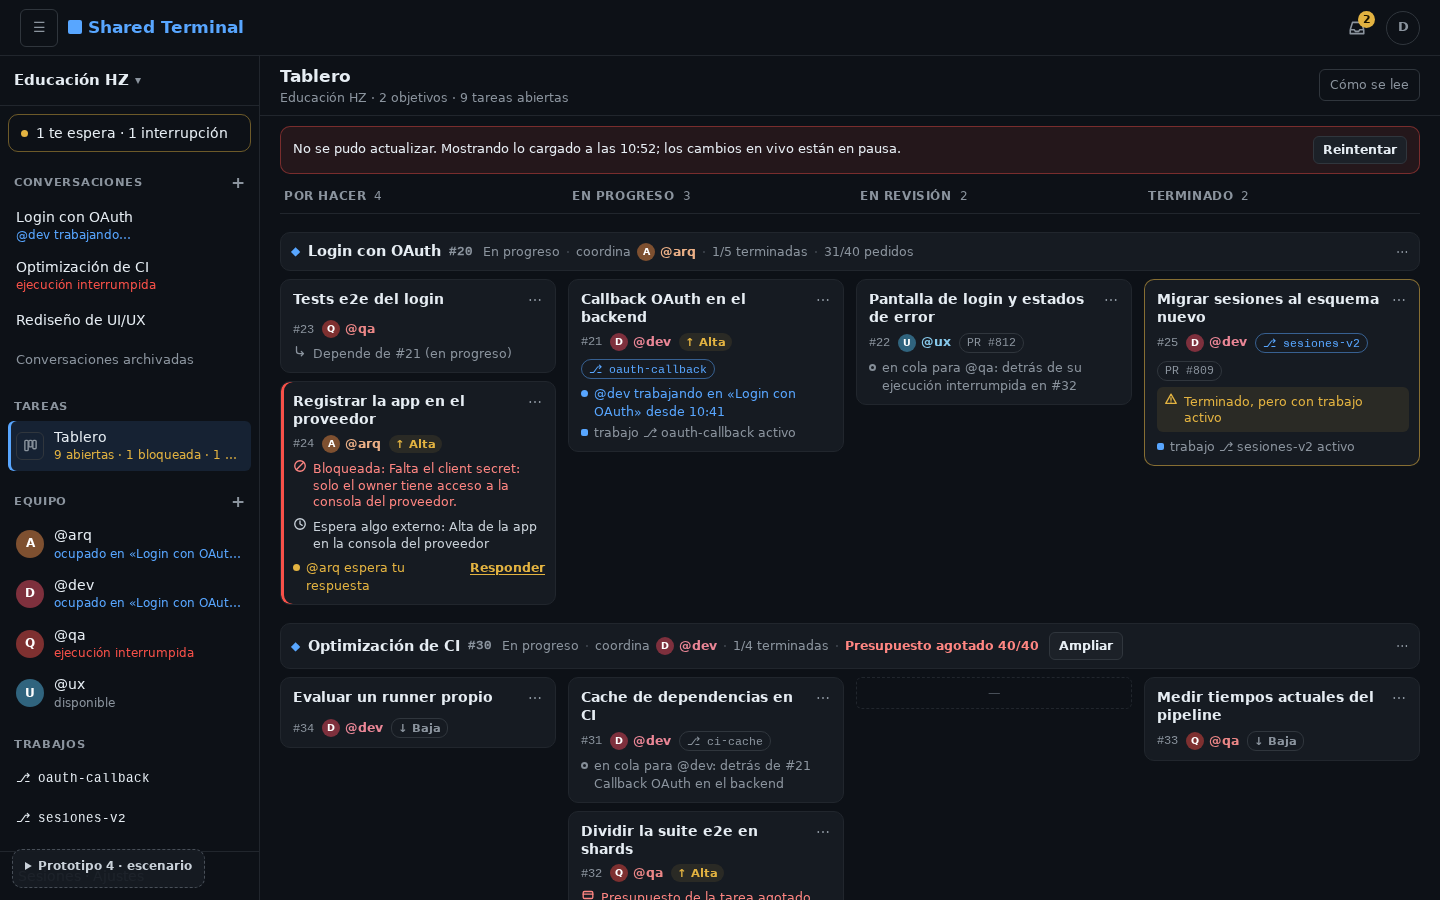 ☰ Shared Terminal
2
D
Educación HZ ▾
1 te espera · 1 interrupción
CONVERSACIONES +
Login con OAuth
@dev trabajando…
Optimización de CI
ejecución interrumpida
Rediseño de UI/UX
Conversaciones archivadas
TAREAS
Tablero
9 abiertas · 1 bloqueada · 1 …
EQUIPO +
A @arq
ocupado en «Login con OAut…
D @dev
ocupado en «Login con OAut…
Q @qa
ejecución interrumpida
U @ux
disponible
TRABAJOS
⎇ oauth-callback
⎇ sesiones-v2
Prototipo 4 · escenario
Tablero
Educación HZ · 2 objetivos · 9 tareas abiertas
Cómo se lee
No se pudo actualizar. Mostrando lo cargado a las 10:52; los cambios en vivo están en pausa.
Reintentar
POR HACER 4
EN PROGRESO 3
EN REVISIÓN 2
TERMINADO 2
◆ Login con OAuth #20 En progreso · coordina A @arq · 1/5 terminadas · 31/40 pedidos ···
Tests e2e del login ···
#23 Q @qa
Depende de #21 (en progreso)
Registrar la app en el
proveedor ···
#24 A @arq ↑ Alta
Bloqueada: Falta el client secret:
solo el owner tiene acceso a la
consola del proveedor.
Espera algo externo: Alta de la app
en la consola del proveedor
@arq espera tu
respuesta
Responder
Callback OAuth en el
backend ···
#21 D @dev ↑ Alta
⎇ oauth-callback
@dev trabajando en «Login con
OAuth» desde 10:41
trabajo ⎇ oauth-callback activo
Pantalla de login y estados
de error ···
#22 U @ux PR #812
en cola para @qa: detrás de su
ejecución interrumpida en #32
Migrar sesiones al esquema
nuevo ···
#25 D @dev ⎇ sesiones-v2
PR #809
Terminado, pero con trabajo
activo
trabajo ⎇ sesiones-v2 activo
◆ Optimización de CI #30 En progreso · coordina D @dev · 1/4 terminadas · Presupuesto agotado 40/40 Ampliar ···
Evaluar un runner propio ···
#34 D @dev ↓ Baja
Cache de dependencias en
CI ···
#31 D @dev ⎇ ci-cache
en cola para @dev: detrás de #21
Callback OAuth en el backend
Dividir la suite e2e en
shards ···
#32 Q @qa ↑ Alta
Presupuesto de la tarea agotado
—
Medir tiempos actuales del
pipeline ···
#33 Q @qa ↓ Baja